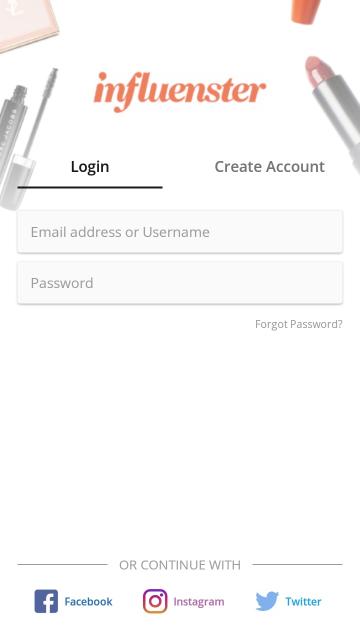 influenster
Login
Create Account
Email address or Username
Password
Forgot Password?
OR CONTINUE WITH
Facebook
Instagram
Twitter